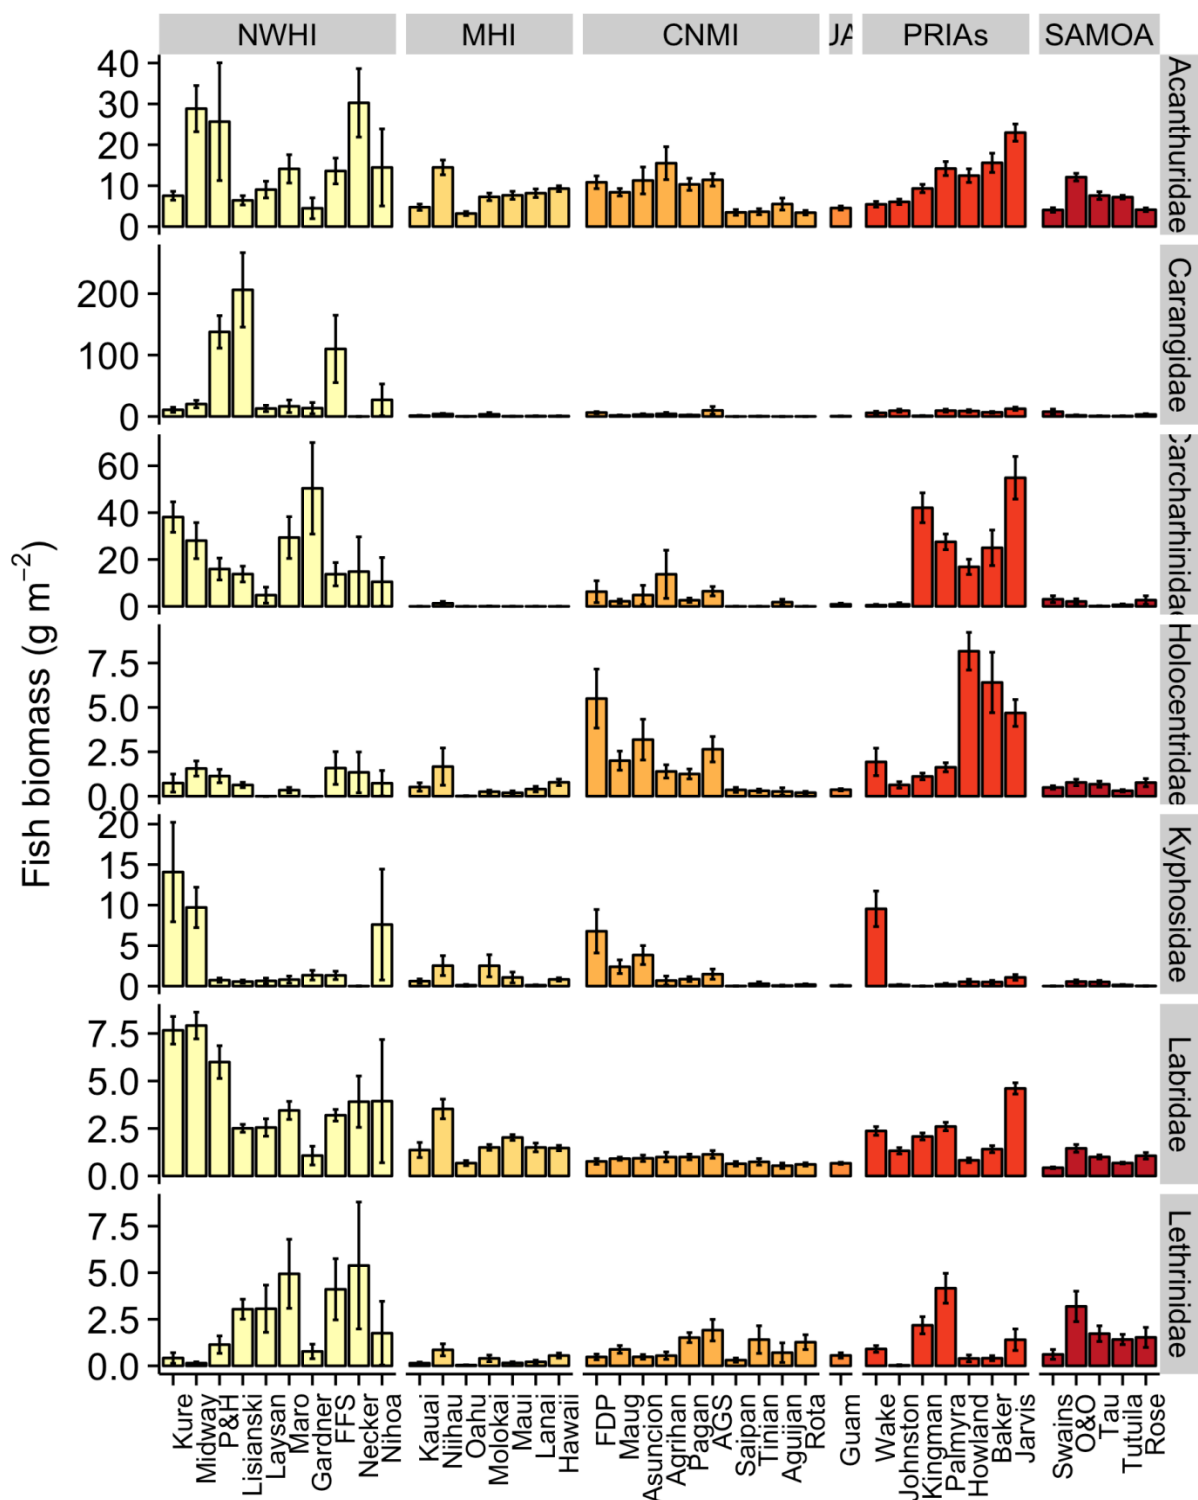 NWHI MHI CNMI UA PRIAs SAMOA
Fish biomass (g m−2)
40
30
20
10
0
Acanthuridae
200
100
0
Carangidae
60
40
20
0
Carcharhinidae
7.5
5.0
2.5
0.0
Holocentridae
20
15
10
5
0
Kyphosidae
7.5
5.0
2.5
0.0
Labridae
7.5
5.0
2.5
0.0
Lethrinidae
Kure
Midway
P&H
Lisianski
Laysan
Maro
Gardner
FFS
Necker
Nihoa
Kauai
Niihau
Oahu
Molokai
Maui
Lanai
Hawaii
FDP
Maug
Asuncion
Agrihan
Pagan
AGS
Saipan
Tinian
Aguijan
Rota
Guam
Wake
Johnston
Kingman
Palmyra
Howland
Baker
Jarvis
Swains
O&O
Tau
Tutuila
Rose